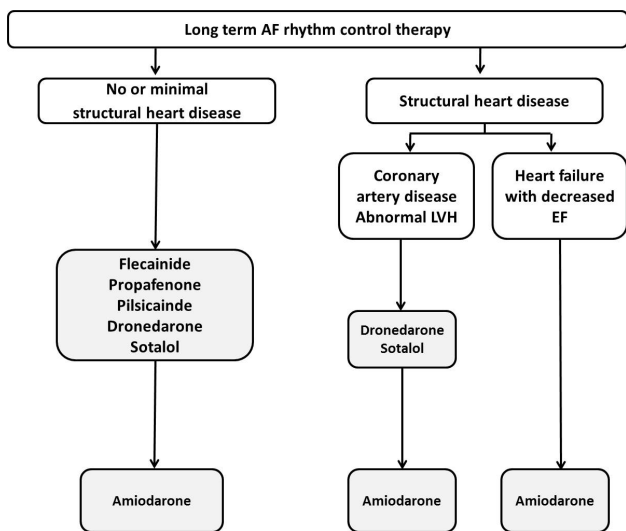 Long term AF rhythm control therapy
No or minimal
structural heart disease
Structural heart disease
Coronary
artery disease
Abnormal LVH
Heart failure
with decreased
EF
Flecainide
Propafenone
Pilsicainde
Dronedarone
Sotalol
Dronedarone
Sotalol
Amiodarone
Amiodarone
Amiodarone